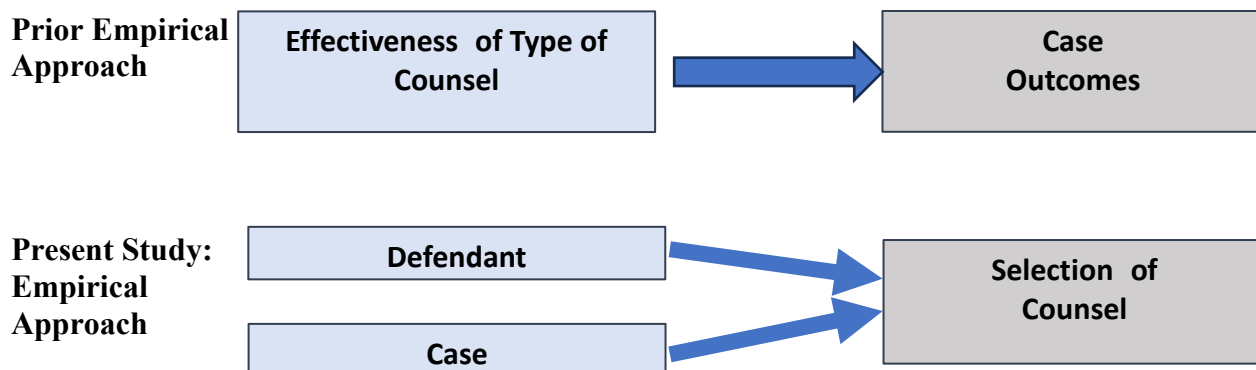 Prior Empirical
Approach
Effectiveness of Type of
Counsel
Case
Outcomes
Present Study:
Empirical
Approach
Defendant
Case
Selection of
Counsel